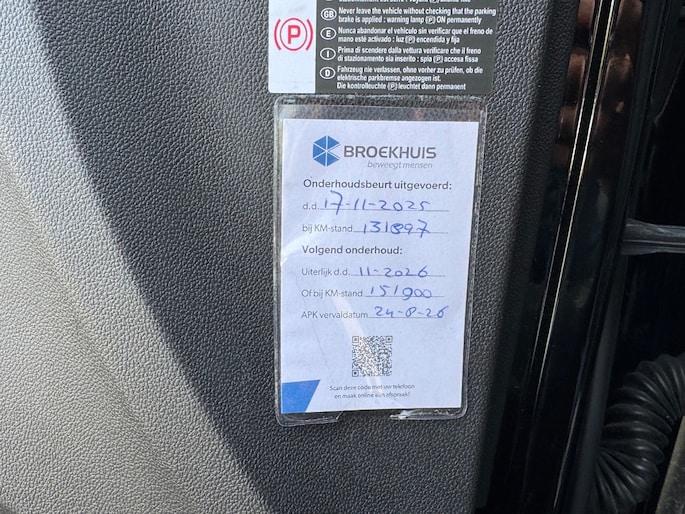 GB Never leave the vehicle without checking that the parking
brake is applied : warning lamp (P) ON permanently
(P)
E Nunca abandonar el vehículo sin verificar que el freno de
mano esté activado : luz (P) encendida y fija
I Prima di scendere dalla vettura verificare che il freno
di stazionamento sia inserito : spia (P) accesa fissa
D Fahrzeug nie verlassen, ohne vorher zu prüfen, ob die
elektrische parkbremse angezogen ist.
Die kontrolleuchte (P) leuchtet dann permanent
BROEKHUIS
beweegt mensen
Onderhoudsbeurt uitgevoerd:
d.d. 17-11-2025
bij KM-stand 131897
Volgend onderhoud:
Uiterlijk d.d. 11-2026
Of bij KM-stand 151900
APK vervaldatum 24-8-26
Scan deze code met uw telefoon
en maak online een afspraak!